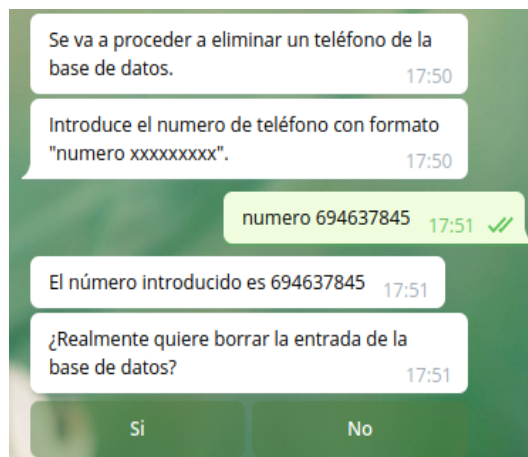 Se va a proceder a eliminar un teléfono de la
base de datos.
17:50
Introduce el numero de teléfono con formato
"numero xxxxxxxxx".
17:50
numero 694637845 17:51
El número introducido es 694637845 17:51
¿Realmente quiere borrar la entrada de la
base de datos?
17:51
Si No